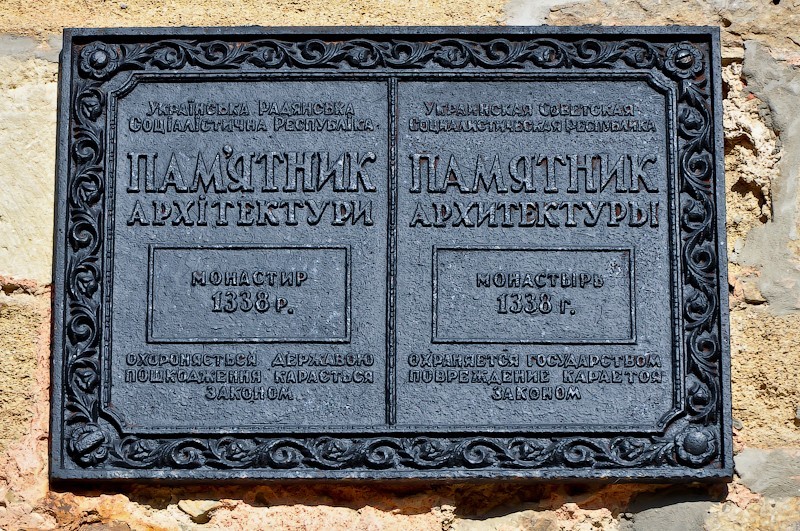 УКРАЇНСЬКА РАДЯНСЬКА
СОЦІАЛІСТИЧНА РЕСПУБЛІКА
ПАМ'ЯТНИК
АРХІТЕКТУРИ
МОНАСТИР
1338 Р.
ОХОРОНЯЄТЬСЯ ДЕРЖАВОЮ
ПОШКОДЖЕННЯ КАРАЄТЬСЯ
ЗАКОНОМ
УКРАИНСКАЯ СОВЕТСКАЯ
СОЦИАЛИСТИЧЕСКАЯ РЕСПУБЛИКА
ПАМЯТНИК
АРХИТЕКТУРЫ
МОНАСТЫРЬ
1338 Г.
ОХРАНЯЕТСЯ ГОСУДАРСТВОМ
ПОВРЕЖДЕНИЕ КАРАЕТСЯ
ЗАКОНОМ